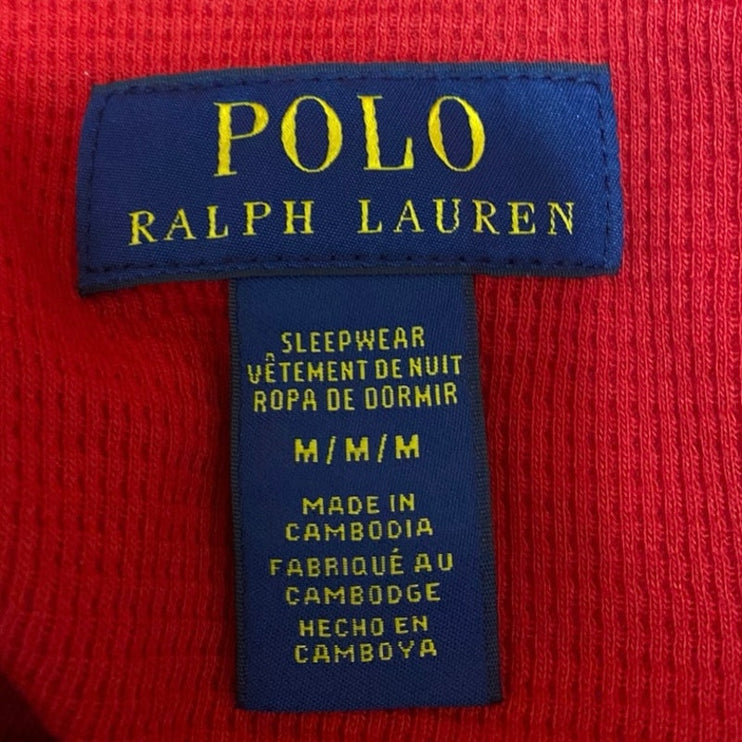 POLO
RALPH LAUREN
SLEEPWEAR
VÊTEMENT DE NUIT
ROPA DE DORMIR
M/M/M
MADE IN
CAMBODIA
FABRIQUÉ AU
CAMBODGE
HECHO EN
CAMBOYA